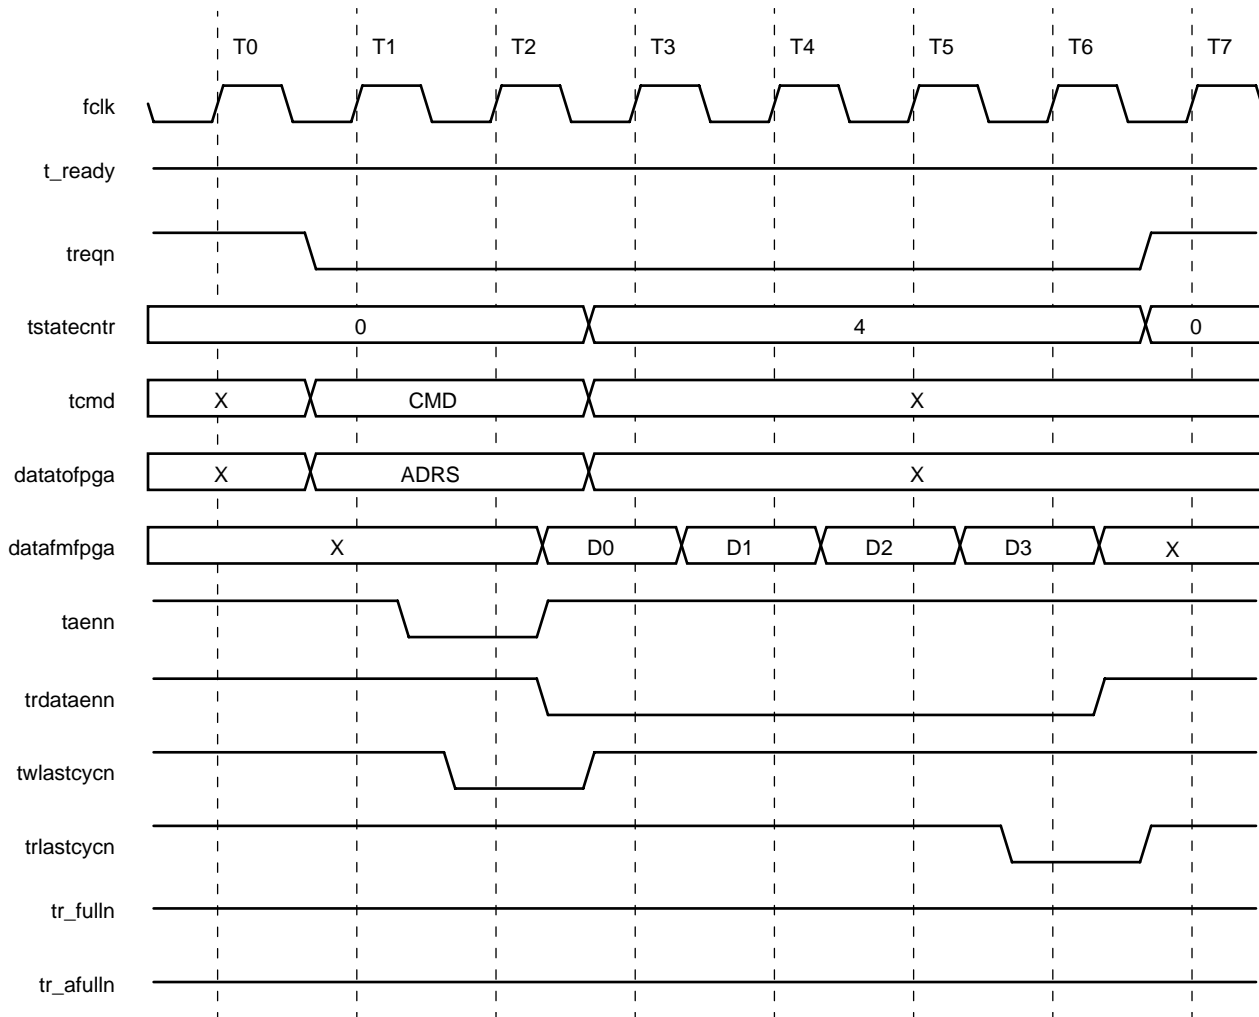 T0 T1 T2 T3 T4 T5 T6 T7
fclk
t_ready
treqn
tstatecntr 0 4 0
tcmd X CMD X
datatofpga X ADRS X
datafmfpga X D0 D1 D2 D3 X
taenn
trdataenn
twlastcycn
trlastcycn
tr_fulln
tr_afulln